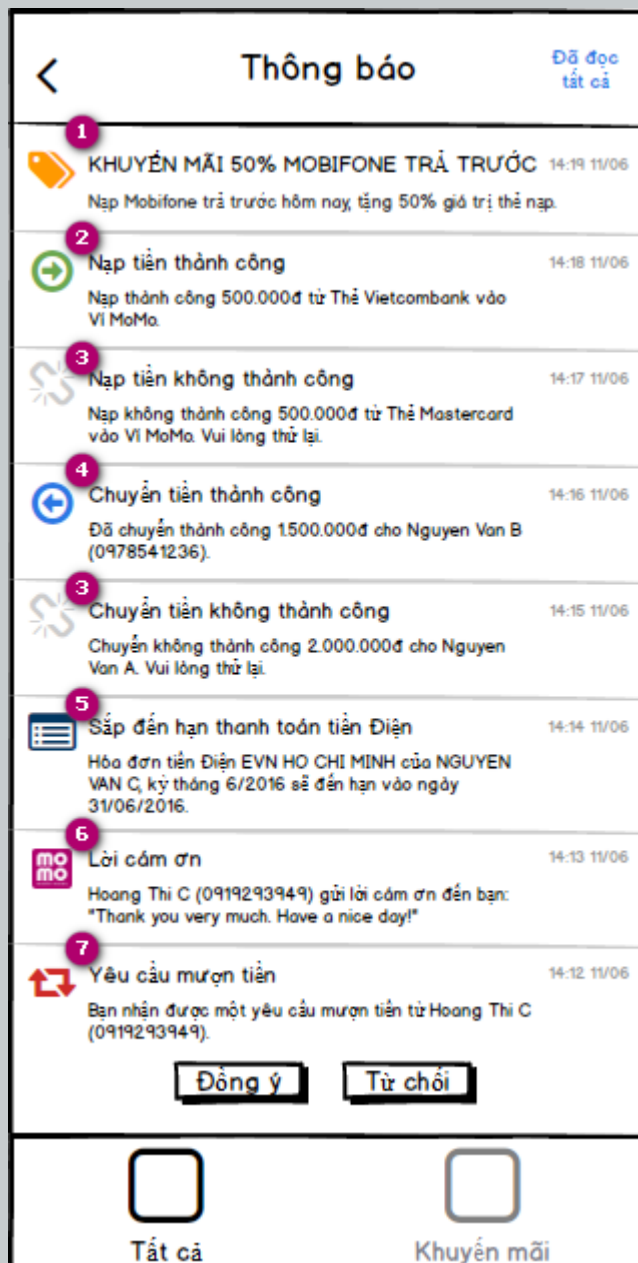 Thông báo
Đã đọc
tất cả
1
KHUYẾN MÃI 50% MOBIFONE TRẢ TRƯỚC 14:19 11/06
Nạp Mobifone trả trước hôm nay, tặng 50% giá trị thẻ nạp.
2
Nạp tiền thành công 14:18 11/06
Nạp thành công 500.000đ từ Thẻ Vietcombank vào
Ví MoMo.
3
Nạp tiền không thành công 14:17 11/06
Nạp không thành công 500.000đ từ Thẻ Mastercard
vào Ví MoMo. Vui lòng thử lại.
4
Chuyển tiền thành công 14:16 11/06
Đã chuyển thành công 1.500.000đ cho Nguyen Van B
(0978541236).
3
Chuyển tiền không thành công 14:15 11/06
Chuyển không thành công 2.000.000đ cho Nguyen
Van A. Vui lòng thử lại.
5
Sắp đến hạn thanh toán tiền Điện 14:14 11/06
Hóa đơn tiền Điện EVN HO CHI MINH của NGUYEN
VAN C, kỳ tháng 6/2016 sẽ đến hạn vào ngày
31/06/2016.
6
mo
mo
Lời cám ơn 14:13 11/06
Hoang Thi C (0919293949) gửi lời cám ơn đến bạn:
"Thank you very much. Have a nice day!"
7
Yêu cầu mượn tiền 14:12 11/06
Bạn nhận được một yêu cầu mượn tiền từ Hoang Thi C
(0919293949).
Đồng ý Từ chối
Tất cả Khuyến mãi